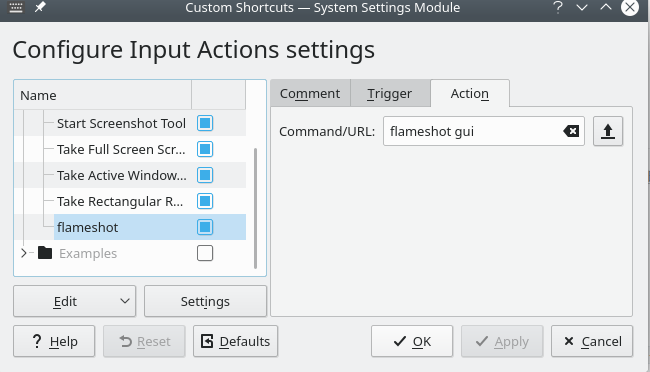 Custom Shortcuts — System Settings Module
Configure Input Actions settings
Name
Start Screenshot Tool
Take Full Screen Scr...
Take Active Window...
Take Rectangular R...
flameshot
Examples
Edit
Settings
Comment
Trigger
Action
Command/URL:
flameshot gui
? Help
Reset
Defaults
OK
Apply
Cancel